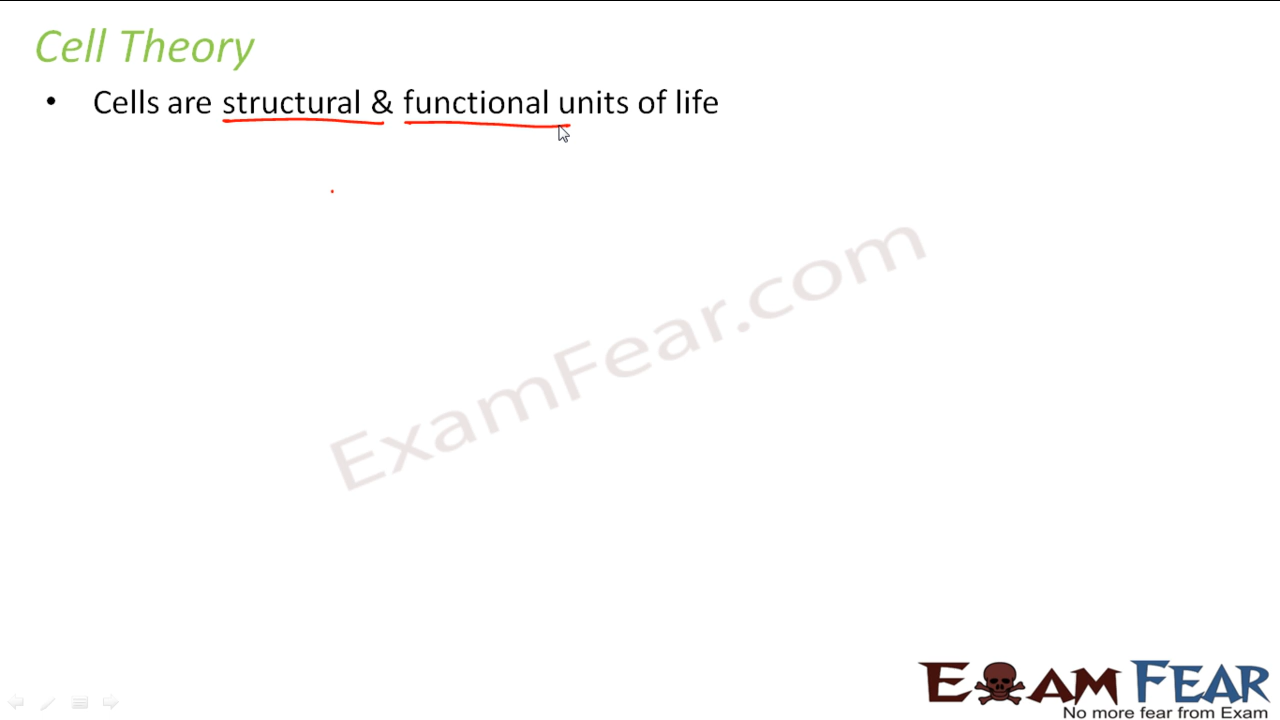 Cell Theory
• Cells are structural & functional units of life
ExamFear.com
EXAM FEAR
No more fear from Exam